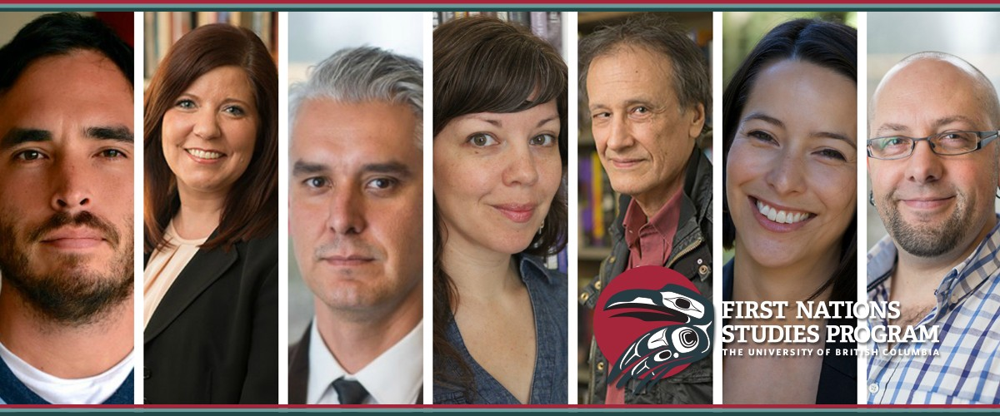 FIRST NATIONS
STUDIES PROGRAM
THE UNIVERSITY OF BRITISH COLUMBIA